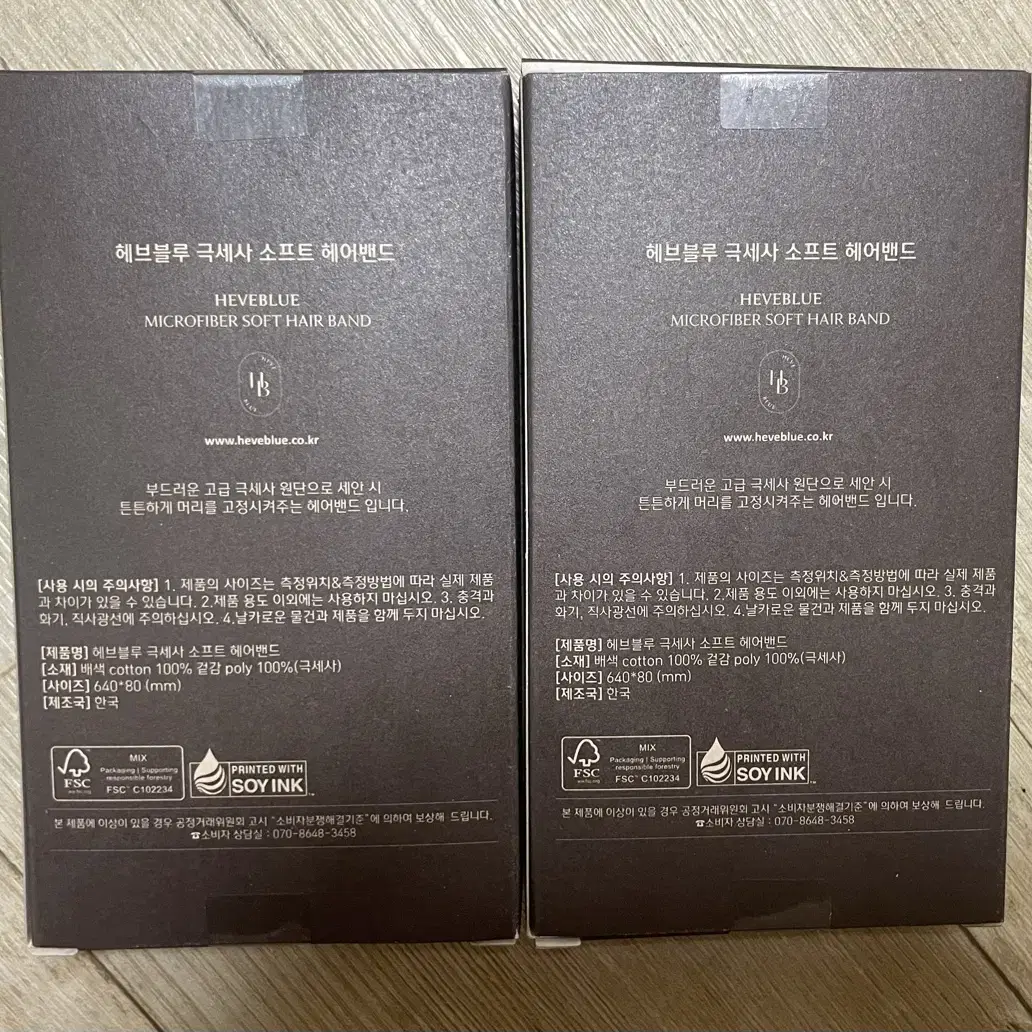 헤브블루 극세사 소프트 헤어밴드
HEVEBLUE
MICROFIBER SOFT HAIR BAND
HEVE
HB
BLUE
www.heveblue.co.kr
부드러운 고급 극세사 원단으로 세안 시
튼튼하게 머리를 고정시켜주는 헤어밴드 입니다.
[사용 시의 주의사항] 1. 제품의 사이즈는 측정위치&측정방법에 따라 실제 제품
과 차이가 있을 수 있습니다. 2.제품 용도 이외에는 사용하지 마십시오. 3. 충격과
화기, 직사광선에 주의하십시오. 4.날카로운 물건과 제품을 함께 두지 마십시오.
[제품명] 헤브블루 극세사 소프트 헤어밴드
[소재] 배색 cotton 100% 겉감 poly 100%(극세사)
[사이즈] 640*80 (mm)
[제조국] 한국
FSC
www.fsc.org
MIX
Packaging | Supporting
responsible forestry
FSC™ C102234
PRINTED WITH
SOY INK™
본 제품에 이상이 있을 경우 공정거래위원회 고시 "소비자분쟁해결기준"에 의하여 보상해 드립니다.
☎소비자 상담실 : 070-8648-3458
헤브블루 극세사 소프트 헤어밴드
HEVEBLUE
MICROFIBER SOFT HAIR BAND
HEVE
HB
BLUE
www.heveblue.co.kr
부드러운 고급 극세사 원단으로 세안 시
튼튼하게 머리를 고정시켜주는 헤어밴드 입니다.
[사용 시의 주의사항] 1. 제품의 사이즈는 측정위치&측정방법에 따라 실제 제품
과 차이가 있을 수 있습니다. 2.제품 용도 이외에는 사용하지 마십시오. 3. 충격과
화기, 직사광선에 주의하십시오. 4.날카로운 물건과 제품을 함께 두지 마십시오.
[제품명] 헤브블루 극세사 소프트 헤어밴드
[소재] 배색 cotton 100% 겉감 poly 100%(극세사)
[사이즈] 640*80 (mm)
[제조국] 한국
FSC
www.fsc.org
MIX
Packaging | Supporting
responsible forestry
FSC™ C102234
PRINTED WITH
SOY INK™
본 제품에 이상이 있을 경우 공정거래위원회 고시 "소비자분쟁해결기준"에 의하여 보상해 드립니다.
☎소비자 상담실 : 070-8648-3458